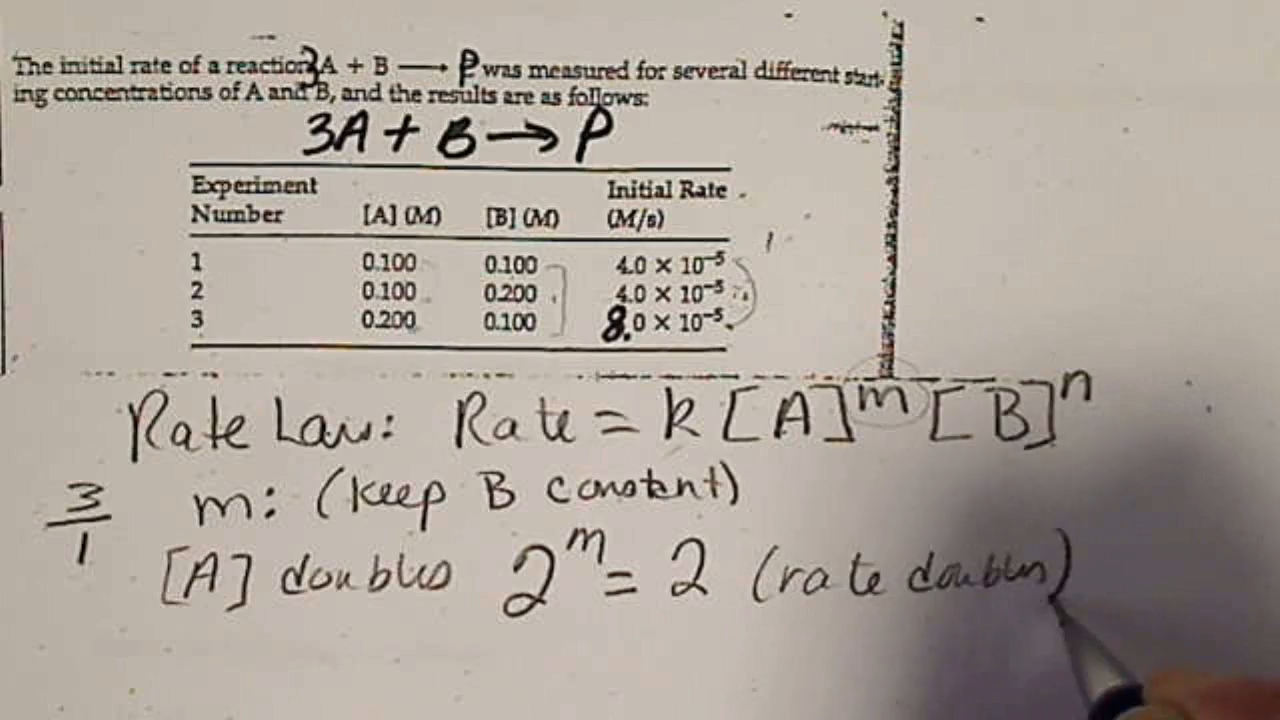 The initial rate of a reaction 3A + B → P was measured for several different start-
ing concentrations of A and B, and the results are as follows:
3A + B → P
Experiment Number [A] (M) [B] (M) Initial Rate (M/s)
1 0.100 0.100 4.0 × 10⁻⁵
2 0.100 0.200 4.0 × 10⁻⁵
3 0.200 0.100 8.0 × 10⁻⁵
Rate Law: Rate = k [A]ᵐ [B]ⁿ
3/1 m: (keep B constant)
[A] doubles 2ᵐ = 2 (rate doubles)